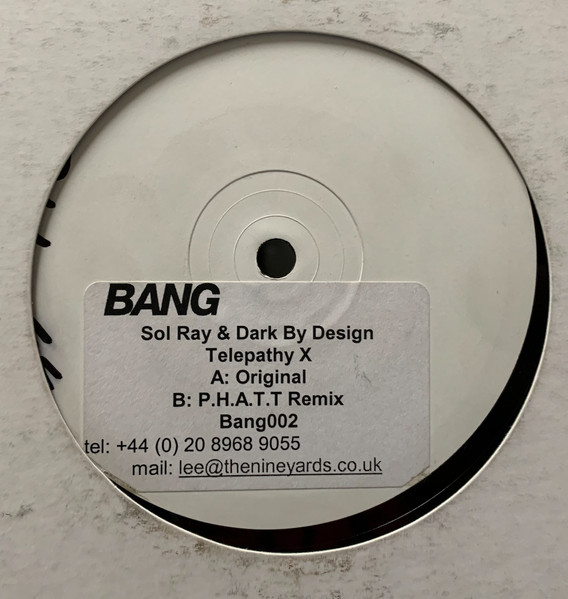 BANG
Sol Ray & Dark By Design
Telepathy X
A: Original
B: P.H.A.T.T Remix
Bang002
tel: +44 (0) 20 8968 9055
mail: lee@thenineyards.co.uk